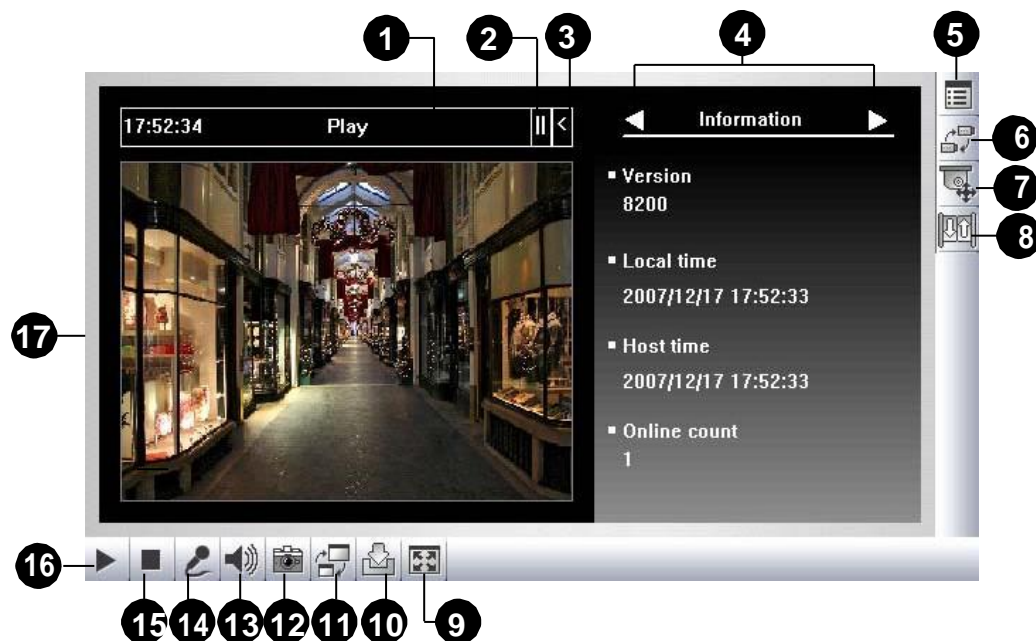 1 2 3 4 5
17:52:34 Play || <
Information
6
Version
8200
7
8
Local time
2007/12/17 17:52:33
17
Host time
2007/12/17 17:52:33
Online count
1
16
15 14 13 12 11 10 9